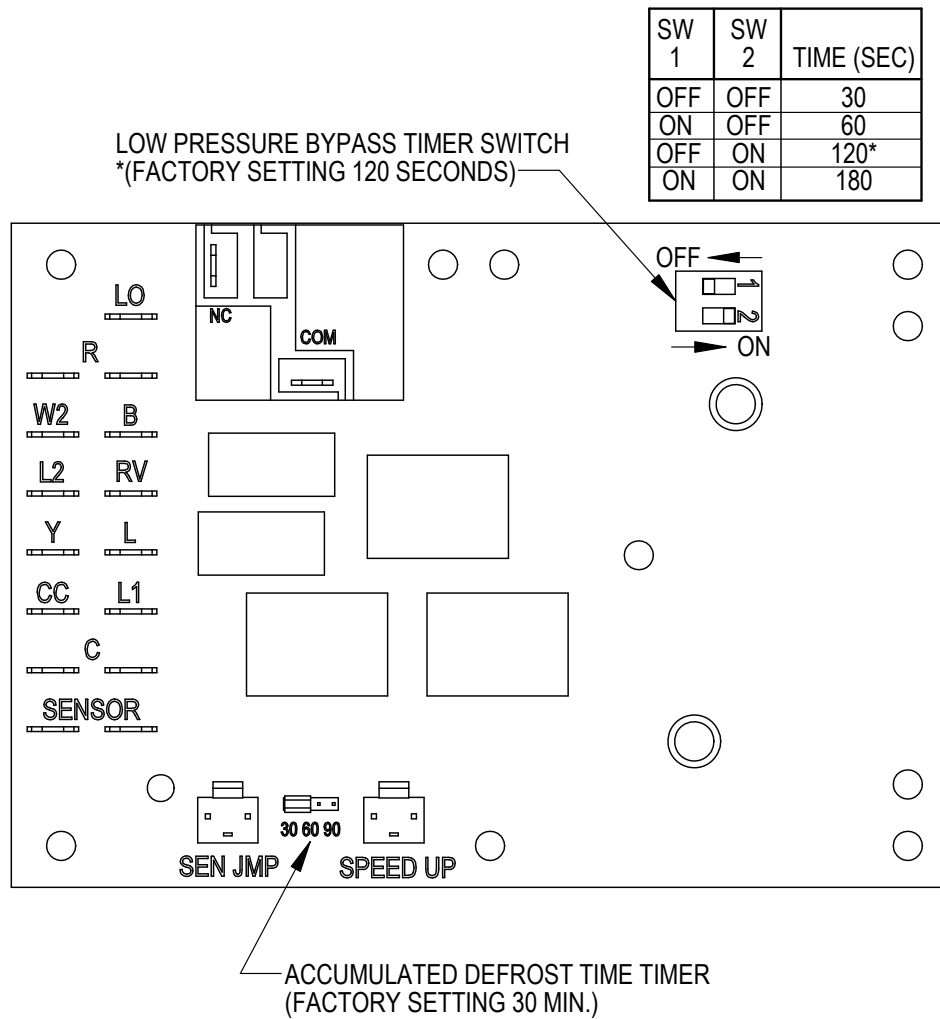 SW 1 SW 2 TIME (SEC)
OFF OFF 30
ON OFF 60
OFF ON 120*
ON ON 180
LOW PRESSURE BYPASS TIMER SWITCH
*(FACTORY SETTING 120 SECONDS)
OFF
1
2
ON
NC
COM
LO
R
W2 B
L2 RV
Y L
CC L1
C
SENSOR
30 60 90
SEN JMP
SPEED UP
ACCUMULATED DEFROST TIME TIMER
(FACTORY SETTING 30 MIN.)